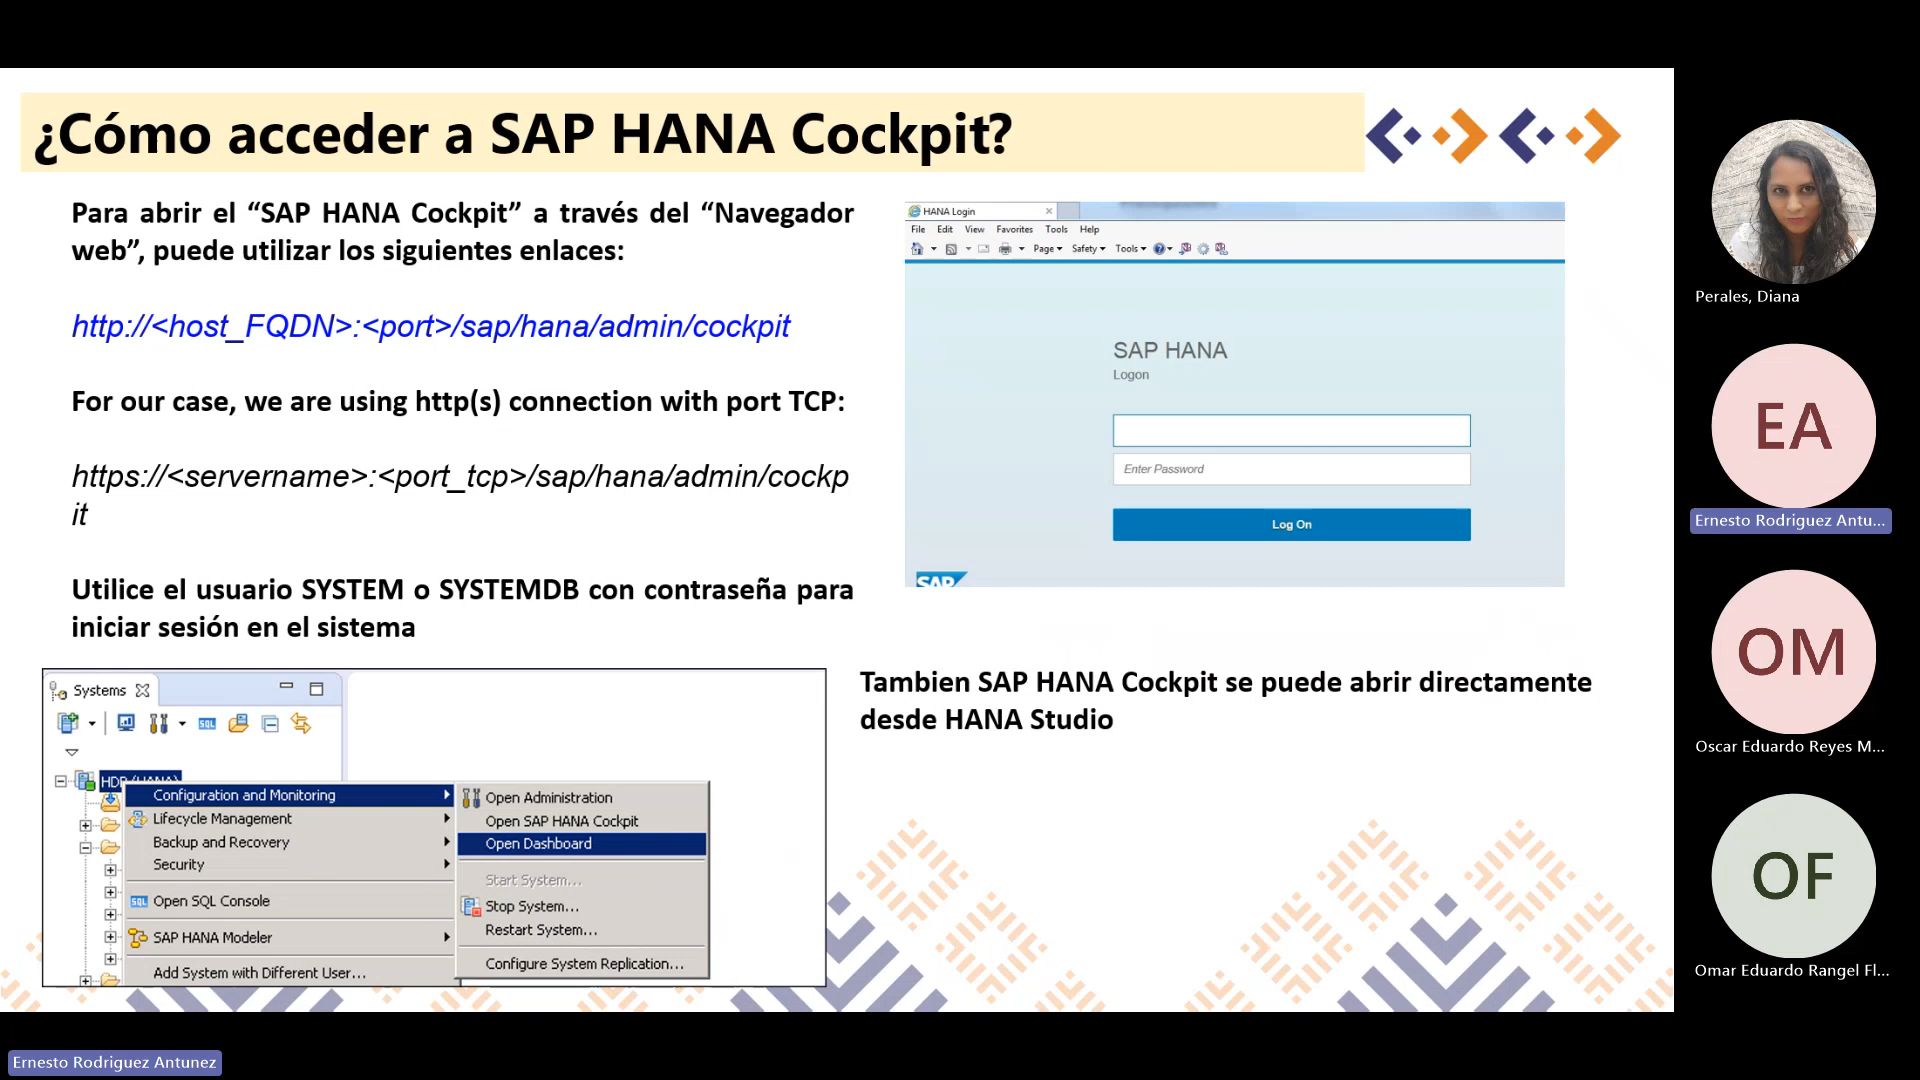 ¿Cómo acceder a SAP HANA Cockpit?
Para abrir el “SAP HANA Cockpit” a través del “Navegador
web”, puede utilizar los siguientes enlaces:
http://<host_FQDN>:<port>/sap/hana/admin/cockpit
For our case, we are using http(s) connection with port TCP:
https://<servername>:<port_tcp>/sap/hana/admin/cockp
it
Utilice el usuario SYSTEM o SYSTEMDB con contraseña para
iniciar sesión en el sistema
HANA Login
File Edit View Favorites Tools Help
Page Safety Tools
SAP HANA
Logon
Enter Password
Log On
SAP
Tambien SAP HANA Cockpit se puede abrir directamente
desde HANA Studio
Systems
SQL
HDB (HANA)
Configuration and Monitoring
Lifecycle Management
Backup and Recovery
Security
SQL Open SQL Console
SAP HANA Modeler
Add System with Different User...
Open Administration
Open SAP HANA Cockpit
Open Dashboard
Start System...
Stop System...
Restart System...
Configure System Replication...
Perales, Diana
EA
Ernesto Rodriguez Antu...
OM
Oscar Eduardo Reyes M...
OF
Omar Eduardo Rangel Fl...
Ernesto Rodriguez Antunez